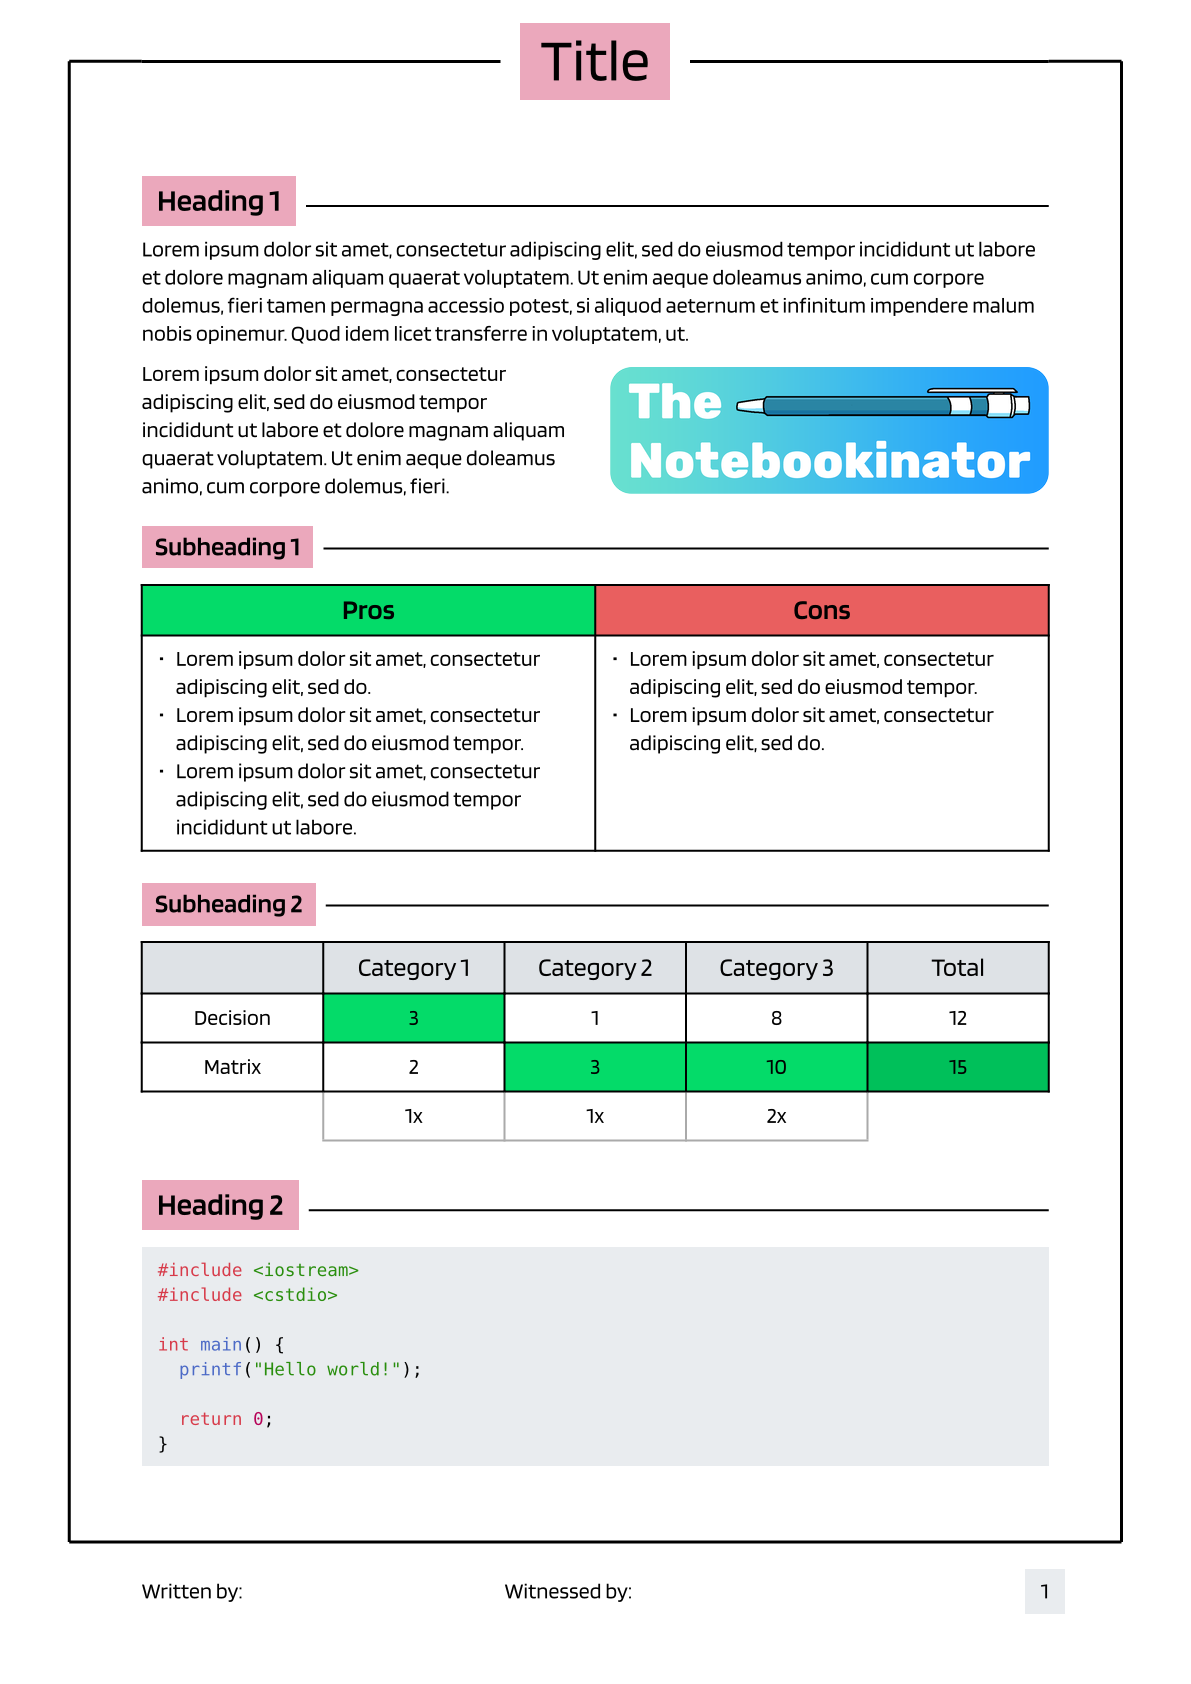 Title
Heading 1
Lorem ipsum dolor sit amet, consectetur adipiscing elit, sed do eiusmod tempor incididunt ut labore
et dolore magnam aliquam quaerat voluptatem. Ut enim aeque doleamus animo, cum corpore
dolemus, fieri tamen permagna accessio potest, si aliquod aeternum et infinitum impendere malum
nobis opinemur. Quod idem licet transferre in voluptatem, ut.
Lorem ipsum dolor sit amet, consectetur
adipiscing elit, sed do eiusmod tempor
incididunt ut labore et dolore magnam aliquam
quaerat voluptatem. Ut enim aeque doleamus
animo, cum corpore dolemus, fieri.
The
Notebookinator
Subheading 1
Pros
Cons
• Lorem ipsum dolor sit amet, consectetur
adipiscing elit, sed do.
• Lorem ipsum dolor sit amet, consectetur
adipiscing elit, sed do eiusmod tempor.
• Lorem ipsum dolor sit amet, consectetur
adipiscing elit, sed do eiusmod tempor
incididunt ut labore.
• Lorem ipsum dolor sit amet, consectetur
adipiscing elit, sed do eiusmod tempor.
• Lorem ipsum dolor sit amet, consectetur
adipiscing elit, sed do.
Subheading 2
Category 1 Category 2 Category 3 Total
Decision 3 1 8 12
Matrix 2 3 10 15
1x 1x 2x
Heading 2
#include <iostream>
#include <cstdio>
int main() {
  printf("Hello world!");
  return 0;
}
Written by: Witnessed by: 1